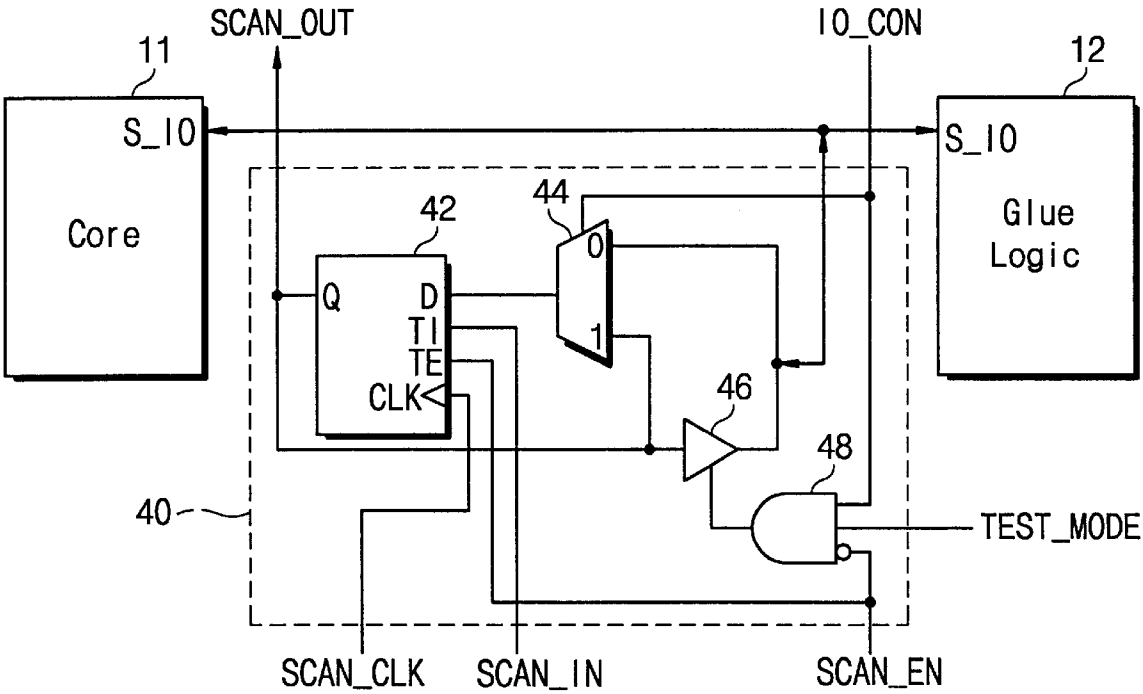 SCAN_OUT
IO_CON
11
12
S_IO
S_IO
Core
42
44
Glue
Logic
0
Q
D
TI
1
TE
CLK
46
48
40
TEST_MODE
SCAN_CLK
SCAN_IN
SCAN_EN